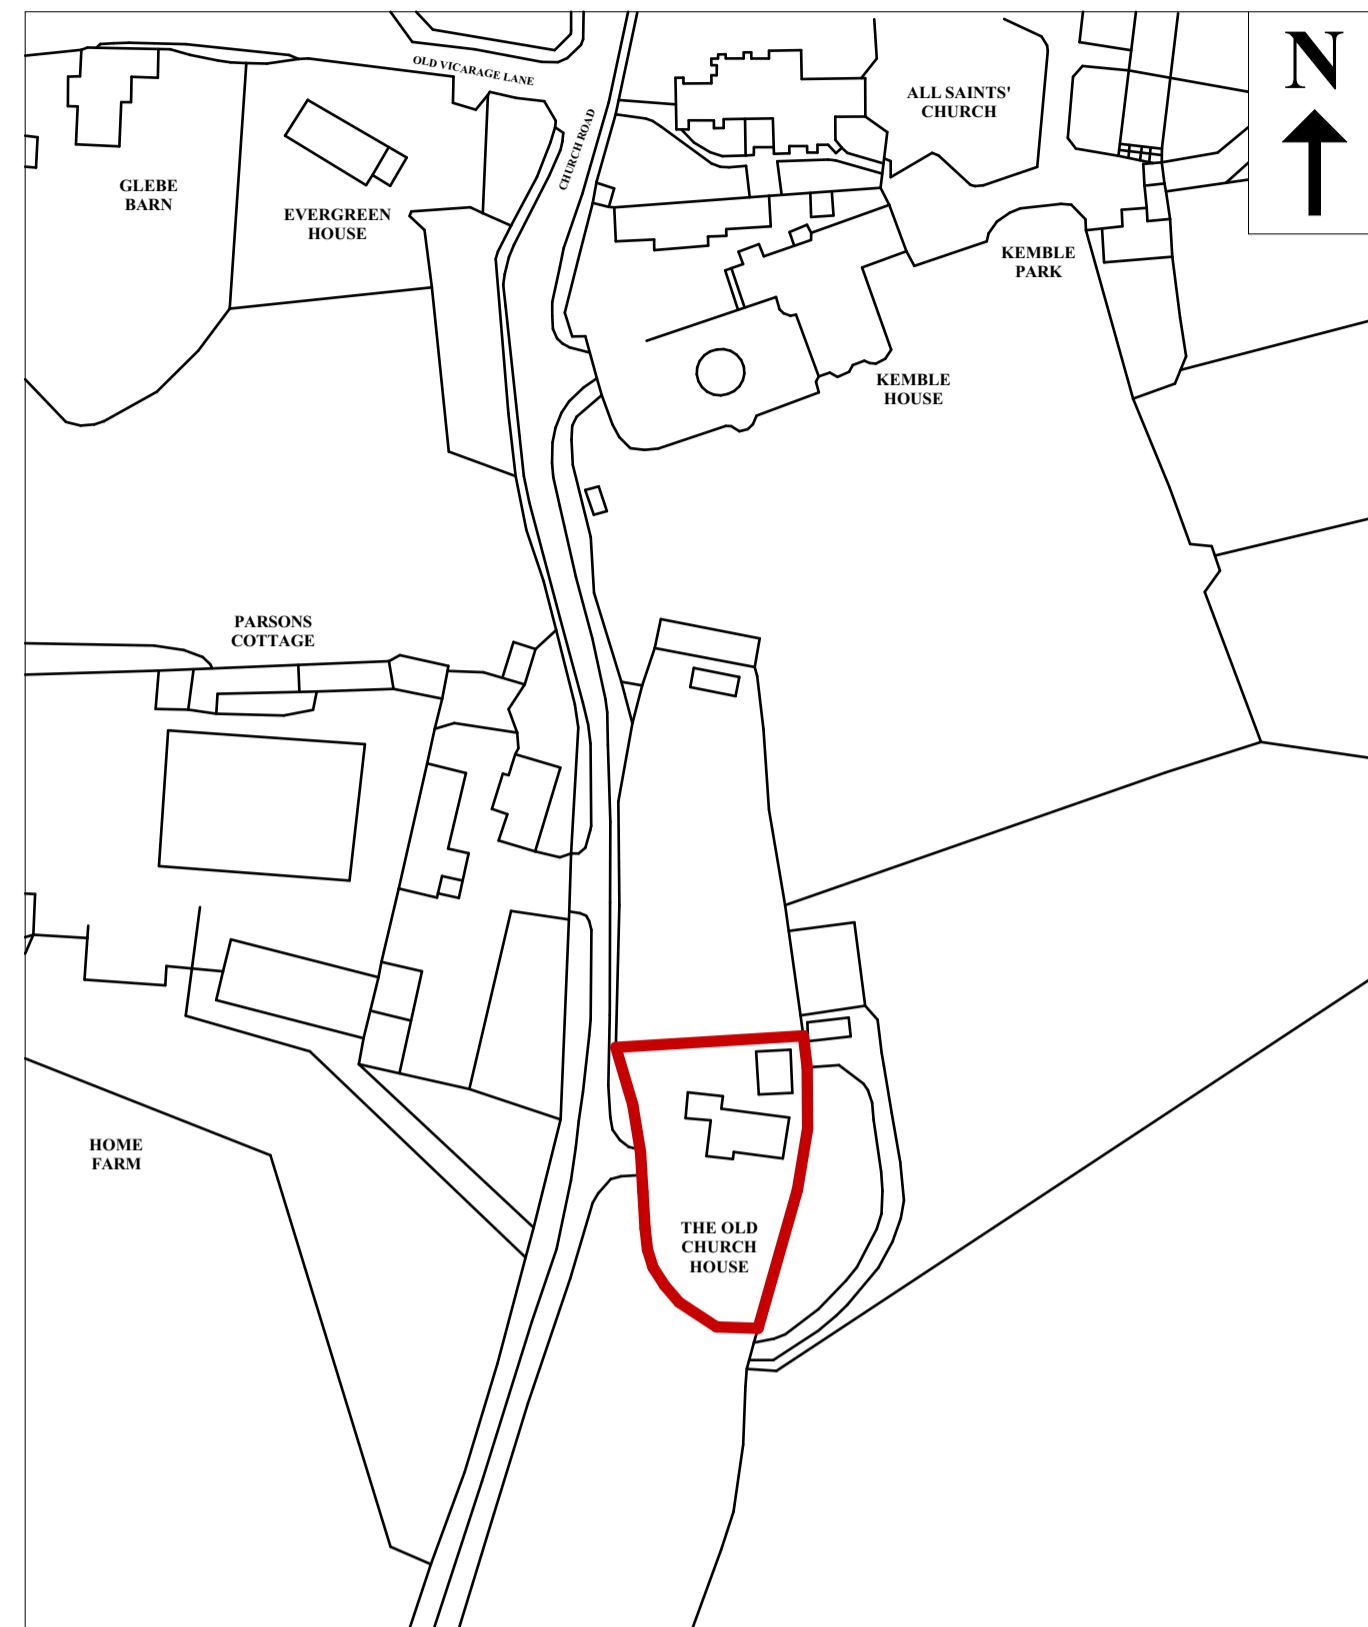 N
OLD VICARAGE LANE
CHURCH ROAD
ALL SAINTS'
CHURCH
GLEBE
BARN
EVERGREEN
HOUSE
KEMBLE
PARK
KEMBLE
HOUSE
PARSONS
COTTAGE
HOME
FARM
THE OLD
CHURCH
HOUSE